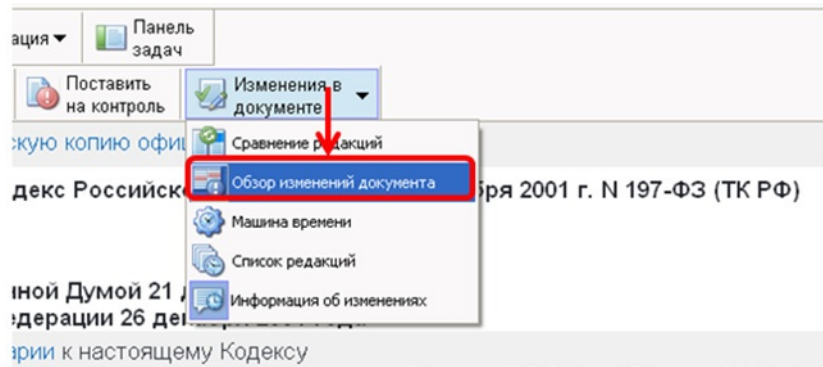 ация
Панель
задач
Поставить
на контроль
Изменения в
документе
скую копию офи
Сравнение редакций
декс Российск
Обзор изменений документа
бря 2001 г. N 197-ФЗ (ТК РФ)
Машина времени
Список редакций
нной Думой 21
Информация об изменениях
едерации 26 де
арии к настоящему Кодексу